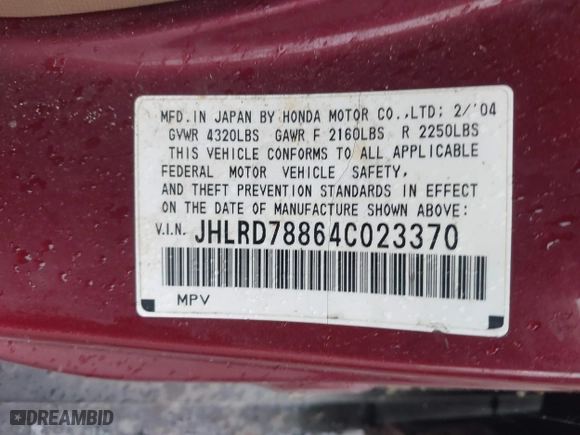 MFD. IN JAPAN BY HONDA MOTOR CO.,LTD; 2/'04
GVWR 4320LBS GAWR F 2160LBS R 2250LBS
THIS VEHICLE CONFORMS TO ALL APPLICABLE
FEDERAL MOTOR VEHICLE SAFETY,
AND THEFT PREVENTION STANDARDS IN EFFECT
ON THE DATE OF MANUFACTURE SHOWN ABOVE:
V.I.N. JHLRD78864C023370
MPV
DREAMBID